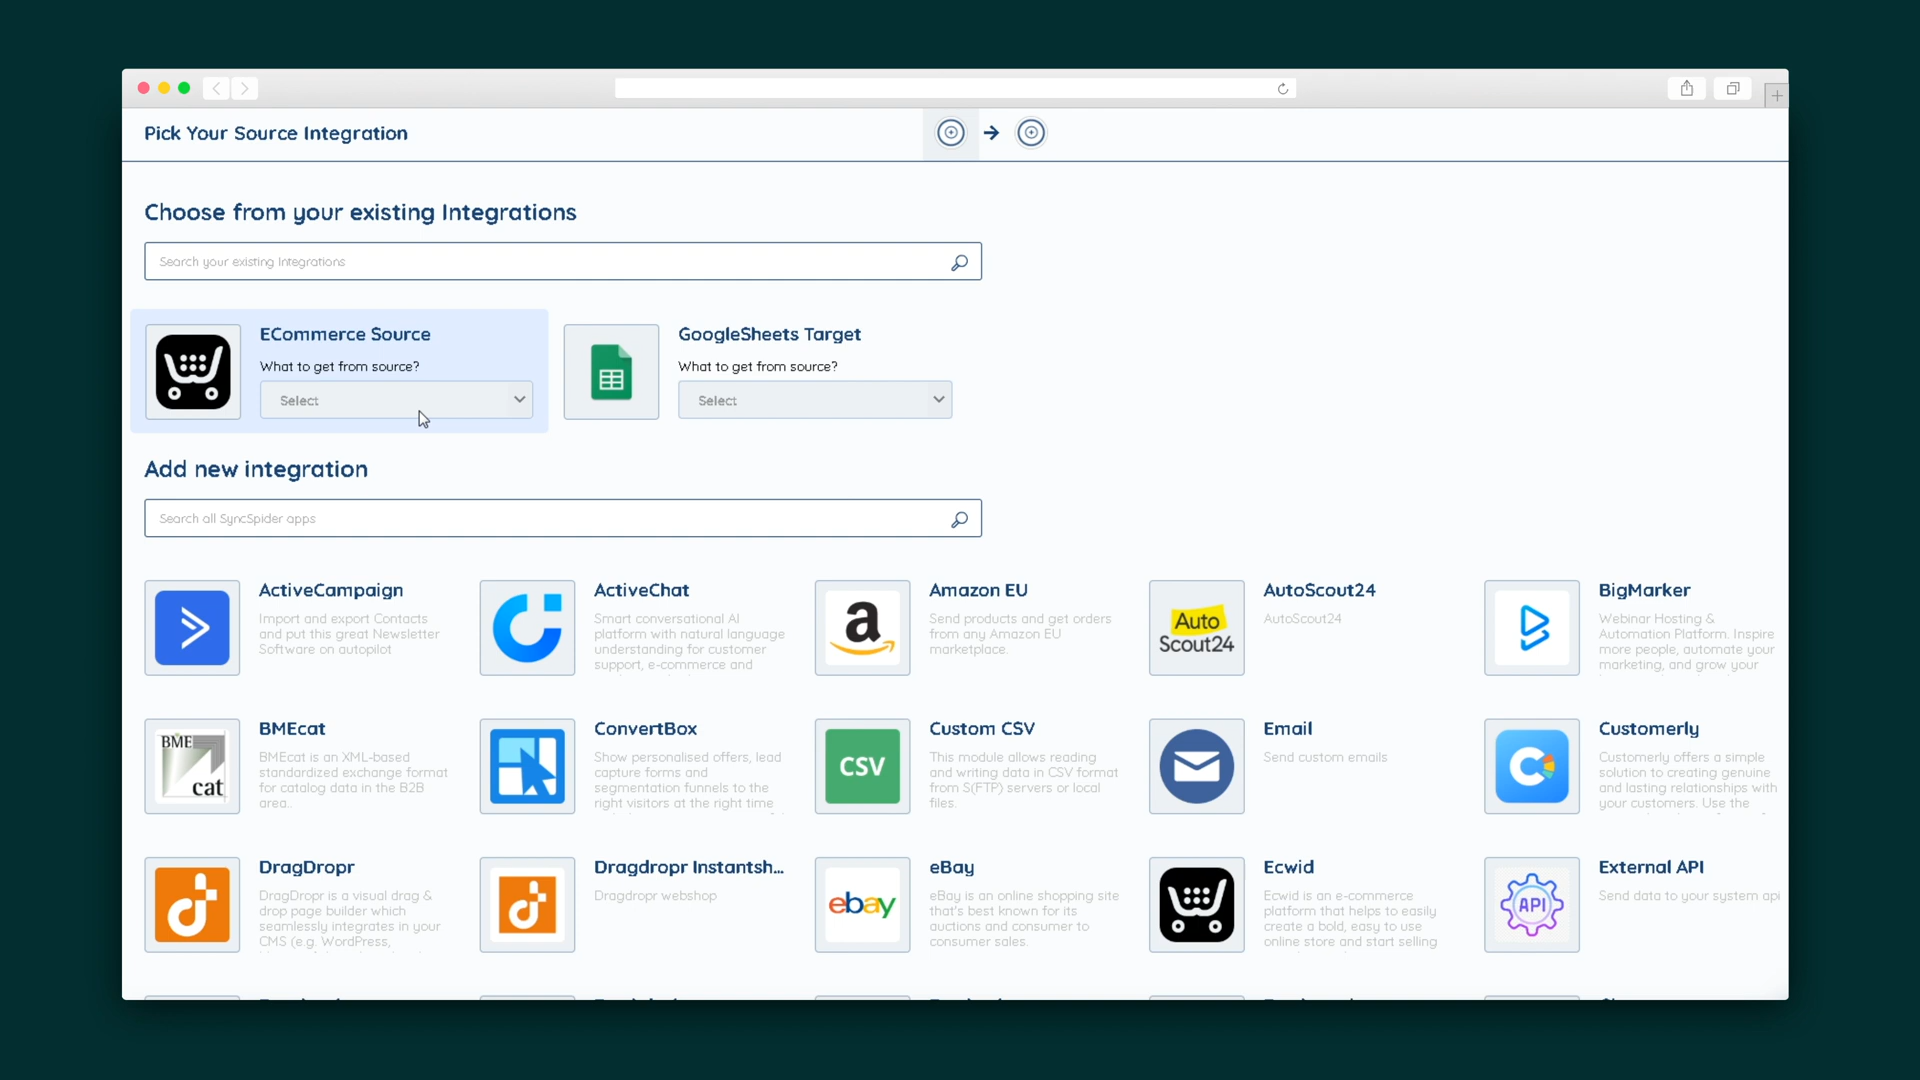 Pick Your Source Integration
Choose from your existing Integrations
Search your existing Integrations
ECommerce Source
What to get from source?
Select
GoogleSheets Target
What to get from source?
Select
Add new integration
Search all SyncSpider apps
ActiveCampaign
Import and export Contacts
and put this great Newsletter
Software on autopilot
ActiveChat
Smart conversational AI
platform with natural language
understanding for customer
support, e-commerce and
a
Amazon EU
Send products and get orders
from any Amazon EU
marketplace.
Auto
Scout24
AutoScout24
AutoScout24
BigMarker
Webinar Hosting &
Automation Platform. Inspire
more people, automate your
marketing, and grow your
BME
cat
BMEcat
BMEcat is an XML-based
standardized exchange format
for catalog data in the B2B
area..
ConvertBox
Show personalised offers, lead
capture forms and
segmentation funnels to the
right visitors at the right time
CSV
Custom CSV
This module allows reading
and writing data in CSV format
from S(FTP) servers or local
files.
Email
Send custom emails
Customerly
Customerly offers a simple
solution to creating genuine
and lasting relationships with
your customers. Use the
DragDropr
DragDropr is a visual drag &
drop page builder which
seamlessly integrates in your
CMS (e.g. WordPress,
Dragdropr Instantsh...
Dragdropr webshop
ebay
eBay
eBay is an online shopping site
that's best known for its
auctions and consumer to
consumer sales.
Ecwid
Ecwid is an e-commerce
platform that helps to easily
create a bold, easy to use
online store and start selling
API
External API
Send data to your system api